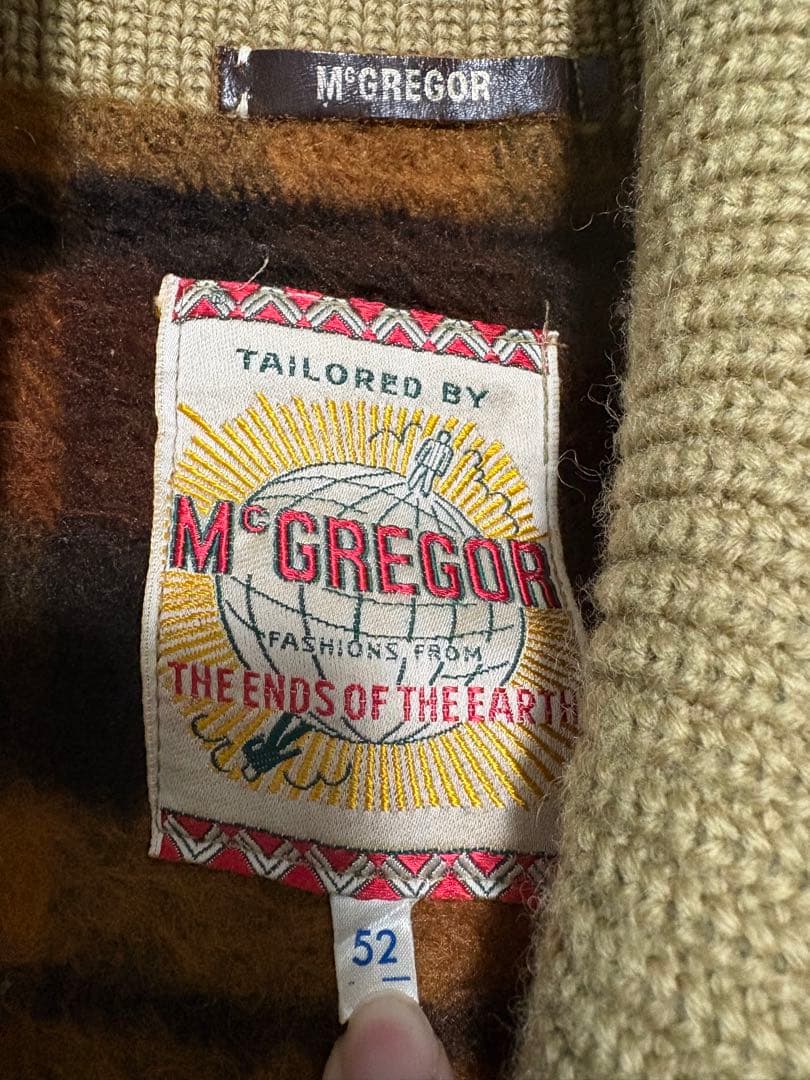 McGREGOR
TAILORED BY
McGREGOR
FASHIONS FROM
THE ENDS OF THE EARTH
52